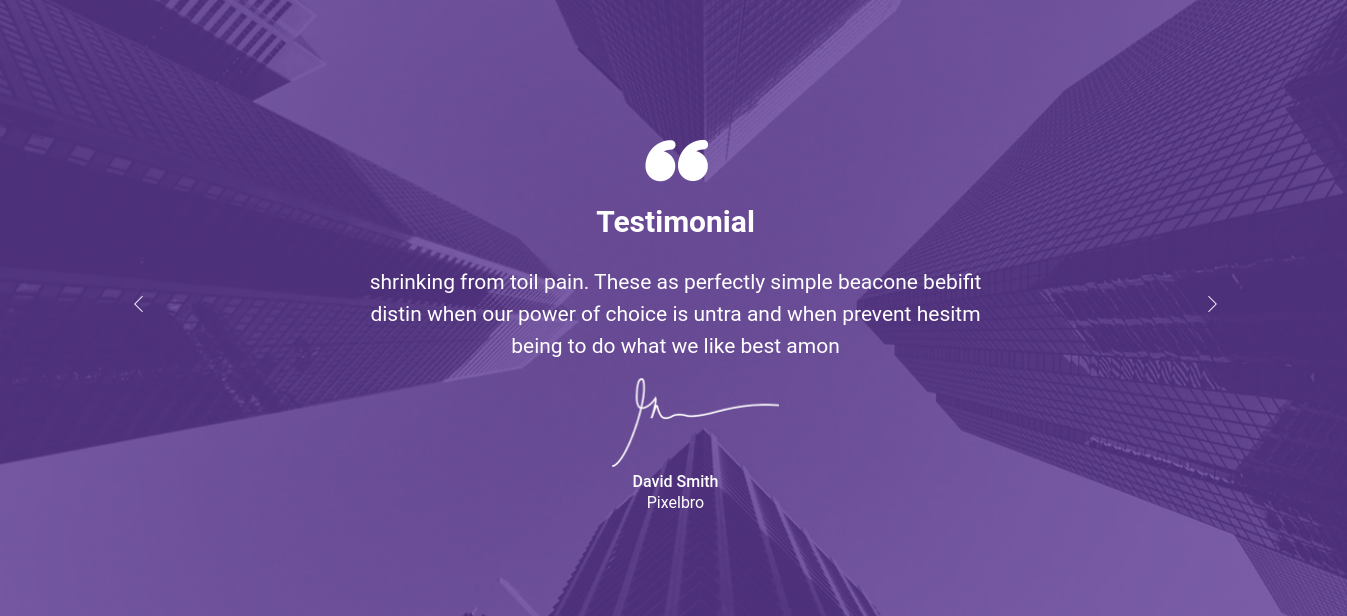 Testimonial
shrinking from toil pain. These as perfectly simple beacone bebifit
distin when our power of choice is untra and when prevent hesitm
being to do what we like best amon
David Smith
Pixelbro